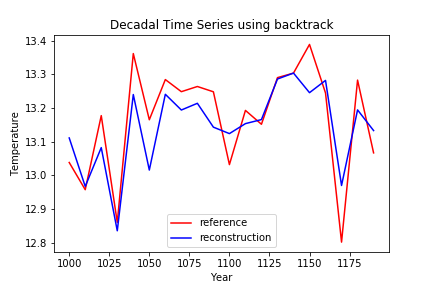 Decadal Time Series using backtrack
13.4
13.3
13.2
13.1
13.0
12.9
12.8
Temperature
reference
reconstruction
1000 1025 1050 1075 1100 1125 1150 1175
Year